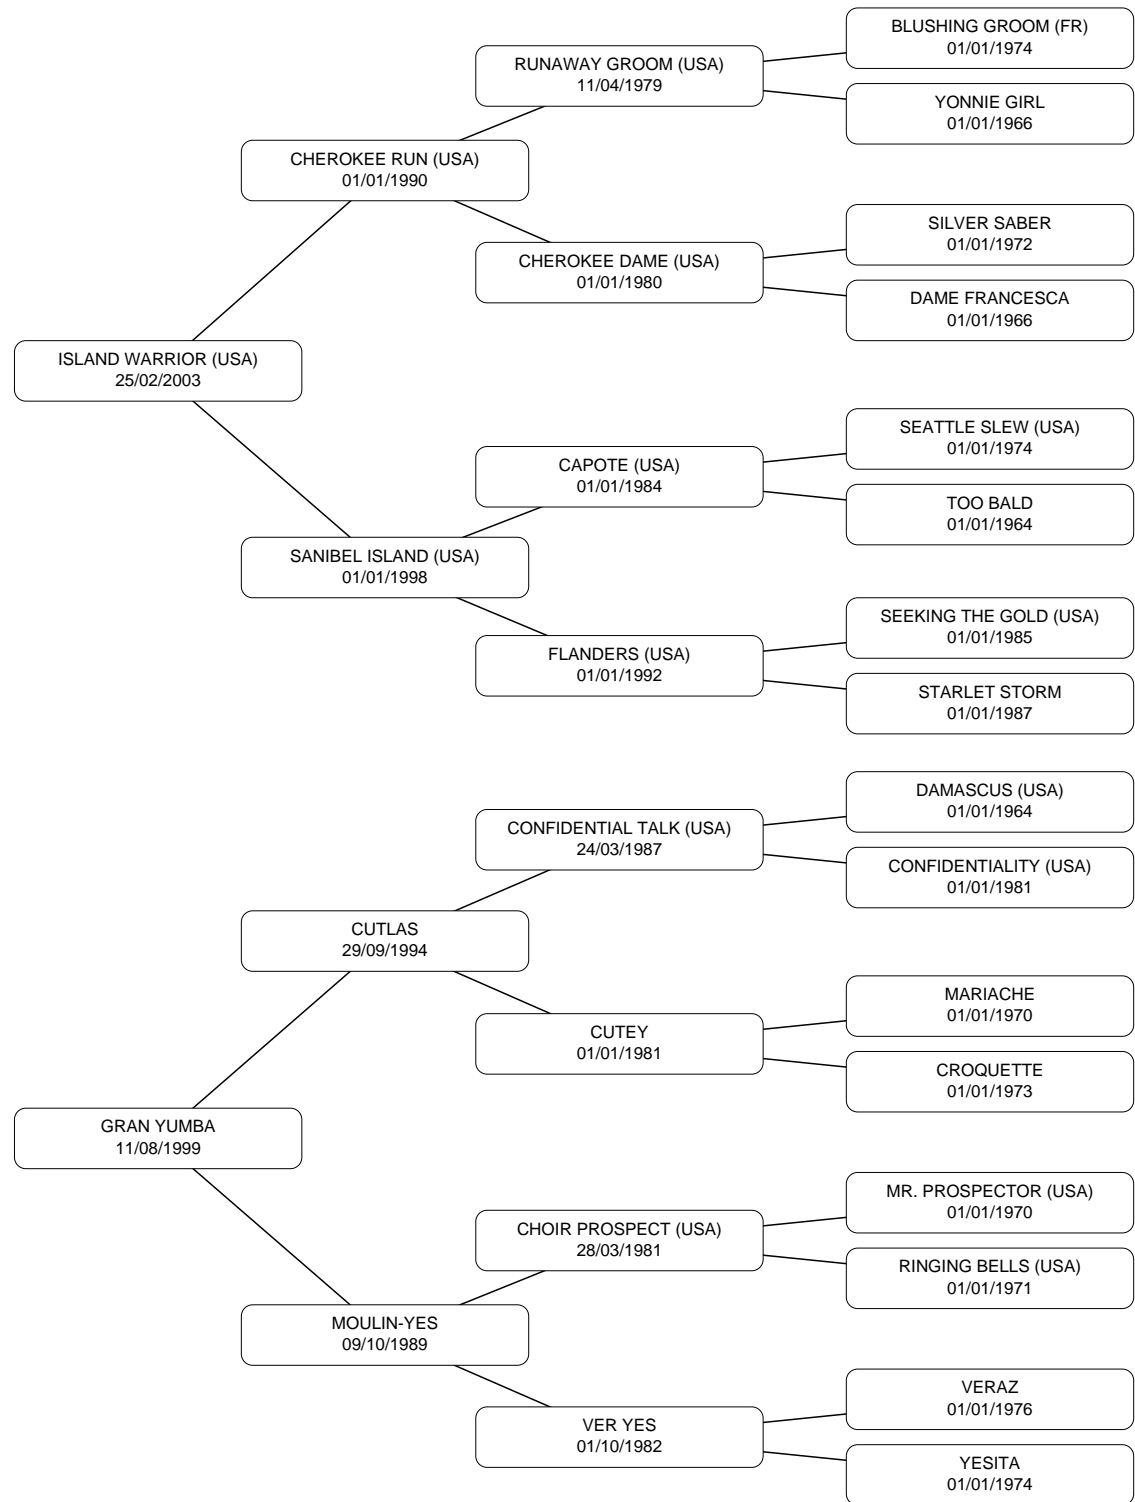 BLUSHING GROOM (FR)
01/01/1974
RUNAWAY GROOM (USA)
11/04/1979
YONNIE GIRL
01/01/1966
CHEROKEE RUN (USA)
01/01/1990
SILVER SABER
01/01/1972
CHEROKEE DAME (USA)
01/01/1980
DAME FRANCESCA
01/01/1966
ISLAND WARRIOR (USA)
25/02/2003
SEATTLE SLEW (USA)
01/01/1974
CAPOTE (USA)
01/01/1984
TOO BALD
01/01/1964
SANIBEL ISLAND (USA)
01/01/1998
SEEKING THE GOLD (USA)
01/01/1985
FLANDERS (USA)
01/01/1992
STARLET STORM
01/01/1987
DAMASCUS (USA)
01/01/1964
CONFIDENTIAL TALK (USA)
24/03/1987
CONFIDENTIALITY (USA)
01/01/1981
CUTLAS
29/09/1994
MARIACHE
01/01/1970
CUTEY
01/01/1981
CROQUETTE
01/01/1973
GRAN YUMBA
11/08/1999
MR. PROSPECTOR (USA)
01/01/1970
CHOIR PROSPECT (USA)
28/03/1981
RINGING BELLS (USA)
01/01/1971
MOULIN-YES
09/10/1989
VERAZ
01/01/1976
VER YES
01/10/1982
YESITA
01/01/1974